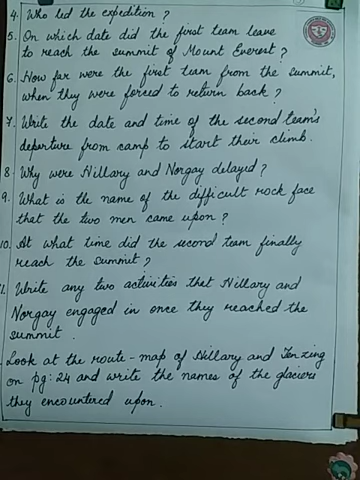 4. Who led the expedition?
5. On which date did the first team leave
to reach the summit of Mount Everest?
6. How far were the first team from the summit,
when they were forced to return back?
7. Write the date and time of the second team's
departure from camp to start their climb.
8. Why were Hillary and Norgay delayed?
9. What is the name of the difficult rock face
that the two men came upon?
10. At what time did the second team finally
reach the summit?
11. Write any two activities that Hillary and
Norgay engaged in once they reached the
summit.
Look at the route-map of Hillary and Tenzing
on pg: 24 and write the names of the glaciers
they encountered upon.